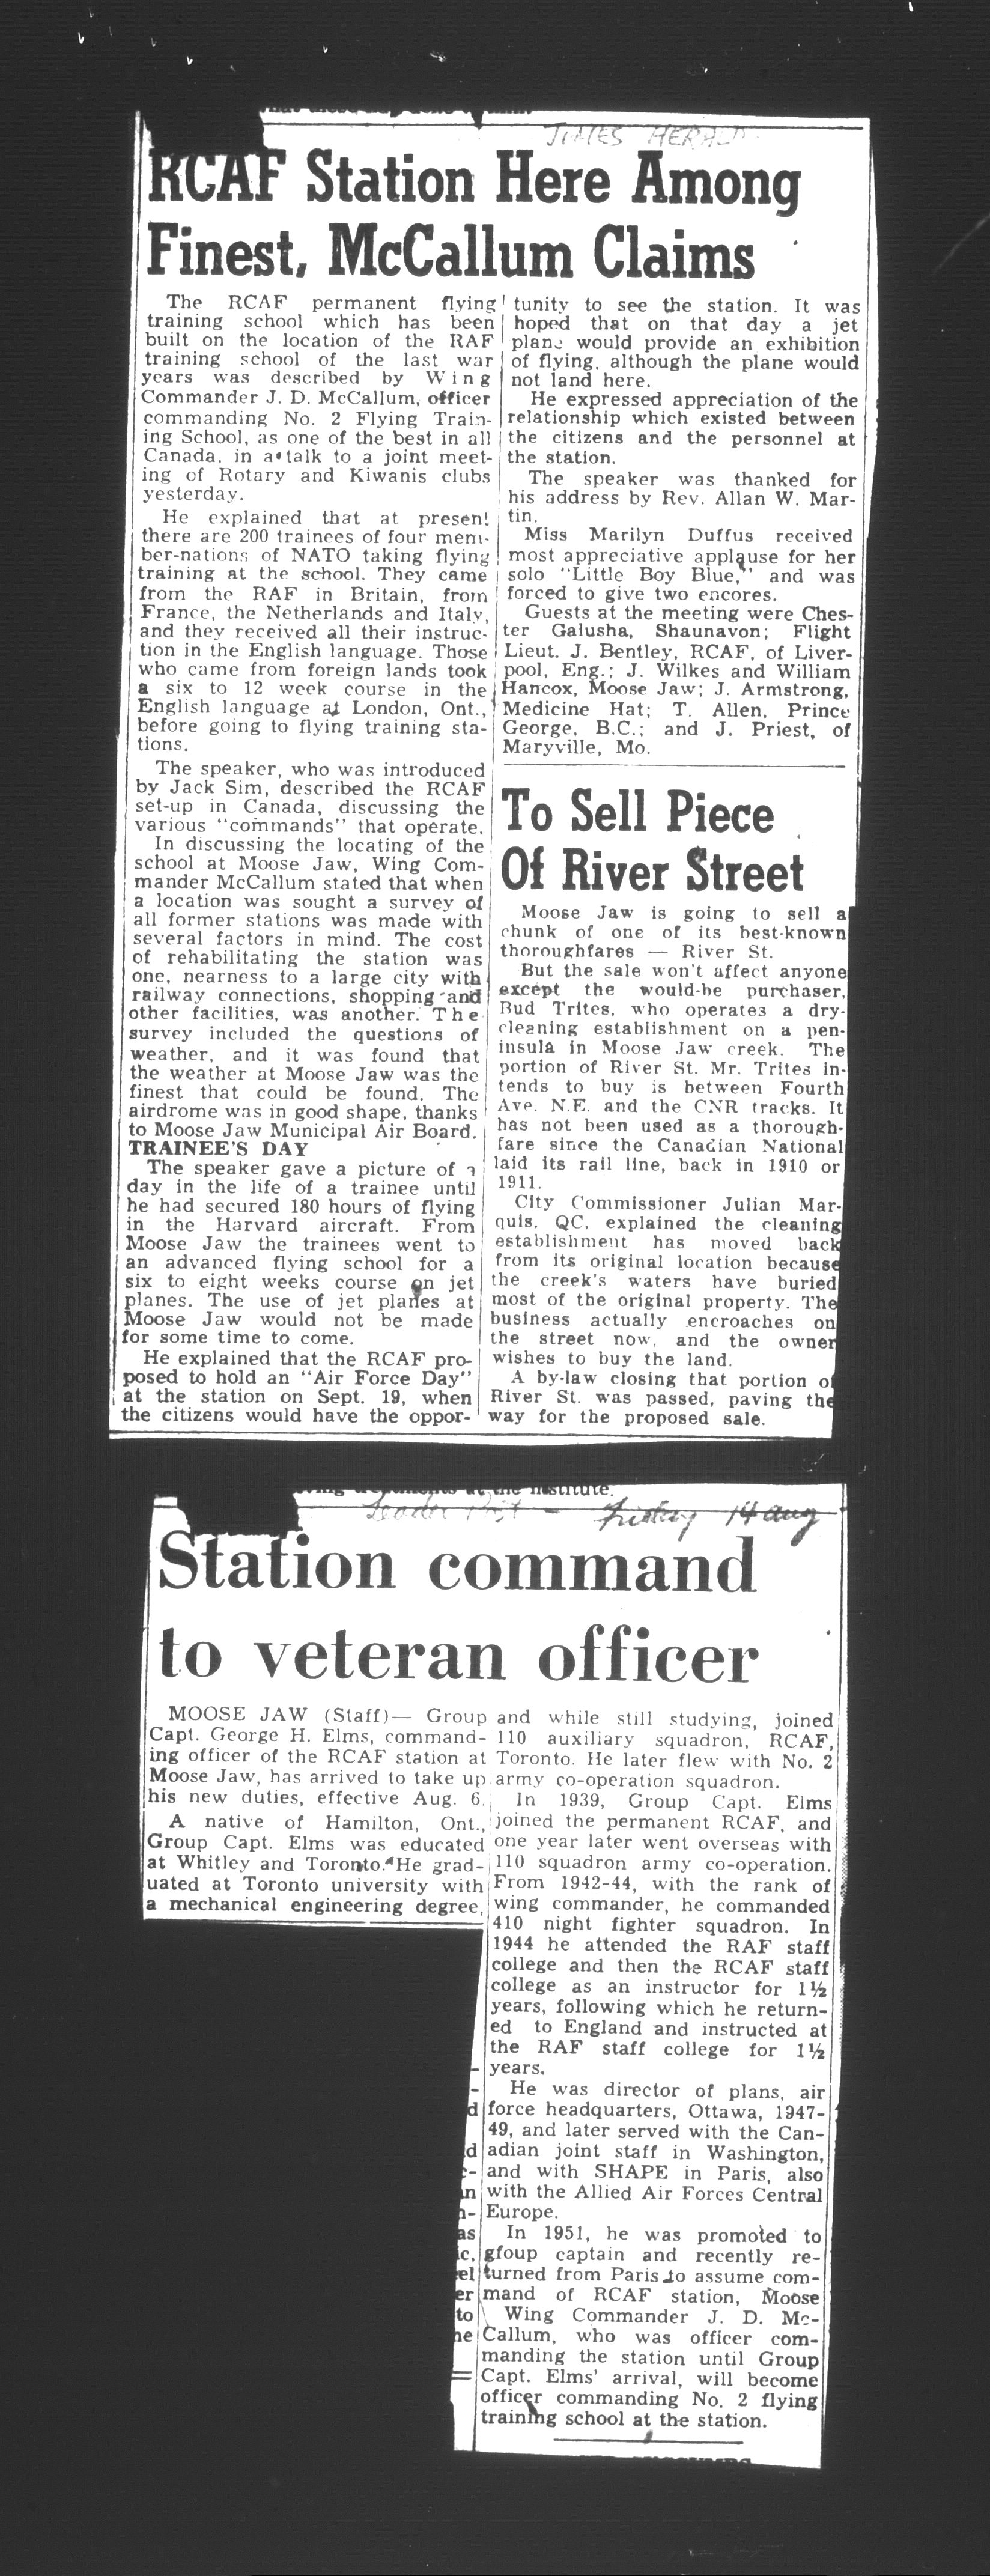 TIMES HERALD
RCAF Station Here Among
Finest, McCallum Claims
The RCAF permanent flying
training school which has been
built on the location of the RAF
training school of the last war
years was described by Wing
Commander J. D. McCallum, officer
commanding No. 2 Flying Train-
ing School, as one of the best in all
Canada, in a talk to a joint meet-
ing of Rotary and Kiwanis clubs
yesterday.
He explained that at present
there are 200 trainees of four mem-
ber-nations of NATO taking flying
training at the school. They came
from the RAF in Britain, from
France, the Netherlands and Italy,
and they received all their instruc-
tion in the English language. Those
who came from foreign lands took
a six to 12 week course in the
English language at London, Ont.,
before going to flying training sta-
tions.
The speaker, who was introduced
by Jack Sim, described the RCAF
set-up in Canada, discussing the
various "commands" that operate.
In discussing the locating of the
school at Moose Jaw, Wing Com-
mander McCallum stated that when
a location was sought a survey of
all former stations was made with
several factors in mind. The cost
of rehabilitating the station was
one, nearness to a large city with
railway connections, shopping and
other facilities, was another. The
survey included the questions of
weather, and it was found that
the weather at Moose Jaw was the
finest that could be found. The
airdrome was in good shape, thanks
to Moose Jaw Municipal Air Board.
TRAINEE'S DAY
The speaker gave a picture of a
day in the life of a trainee until
he had secured 180 hours of flying
in the Harvard aircraft. From
Moose Jaw the trainees went to
an advanced flying school for a
six to eight weeks course on jet
planes. The use of jet planes at
Moose Jaw would not be made
for some time to come.
He explained that the RCAF pro-
posed to hold an "Air Force Day"
at the station on Sept. 19, when
the citizens would have the oppor-
tunity to see the station. It was
hoped that on that day a jet
plane would provide an exhibition
of flying, although the plane would
not land here.
He expressed appreciation of the
relationship which existed between
the citizens and the personnel at
the station.
The speaker was thanked for
his address by Rev. Allan W. Mar-
tin.
Miss Marilyn Duffus received
most appreciative applause for her
solo "Little Boy Blue," and was
forced to give two encores.
Guests at the meeting were Ches-
ter Galusha, Shaunavon; Flight
Lieut. J. Bentley, RCAF, of Liver-
pool, Eng.; J. Wilkes and William
Hancox, Moose Jaw; J. Armstrong,
Medicine Hat; T. Allen, Prince
George, B.C.; and J. Priest, of
Maryville, Mo.
To Sell Piece
Of River Street
Moose Jaw is going to sell a
chunk of one of its best-known
thoroughfares — River St.
But the sale won't affect anyone
except the would-be purchaser,
Bud Trites, who operates a dry-
cleaning establishment on a pen-
insula in Moose Jaw creek. The
portion of River St. Mr. Trites in-
tends to buy is between Fourth
Ave. N.E. and the CNR tracks. It
has not been used as a thorough-
fare since the Canadian National
laid its rail line, back in 1910 or
1911.
City Commissioner Julian Mar-
quis, QC, explained the cleaning
establishment has moved back
from its original location because
the creek's waters have buried
most of the original property. The
business actually encroaches on
the street now, and the owner
wishes to buy the land.
A by-law closing that portion of
River St. was passed, paving the
way for the proposed sale.
at the institute.
Leader Post - Friday 14 aug
Station command
to veteran officer
MOOSE JAW (Staff)— Group
Capt. George H. Elms, command-
ing officer of the RCAF station at
Moose Jaw, has arrived to take up
his new duties, effective Aug. 6.
A native of Hamilton, Ont.,
Group Capt. Elms was educated
at Whitley and Toronto. He grad-
uated at Toronto university with
a mechanical engineering degree,
and while still studying, joined
110 auxiliary squadron, RCAF,
Toronto. He later flew with No. 2
army co-operation squadron.
In 1939, Group Capt. Elms
joined the permanent RCAF, and
one year later went overseas with
110 squadron army co-operation.
From 1942-44, with the rank of
wing commander, he commanded
410 night fighter squadron. In
1944 he attended the RAF staff
college and then the RCAF staff
college as an instructor for 1½
years, following which he return-
ed to England and instructed at
the RAF staff college for 1½
years.
He was director of plans, air
force headquarters, Ottawa, 1947-
49, and later served with the Can-
adian joint staff in Washington,
and with SHAPE in Paris, also
with the Allied Air Forces Central
Europe.
In 1951, he was promoted to
gfoup captain and recently re-
turned from Paris to assume com-
mand of RCAF station, Moose
Wing Commander J. D. Mc-
Callum, who was officer com-
manding the station until Group
Capt. Elms' arrival, will become
officer commanding No. 2 flying
training school at the station.